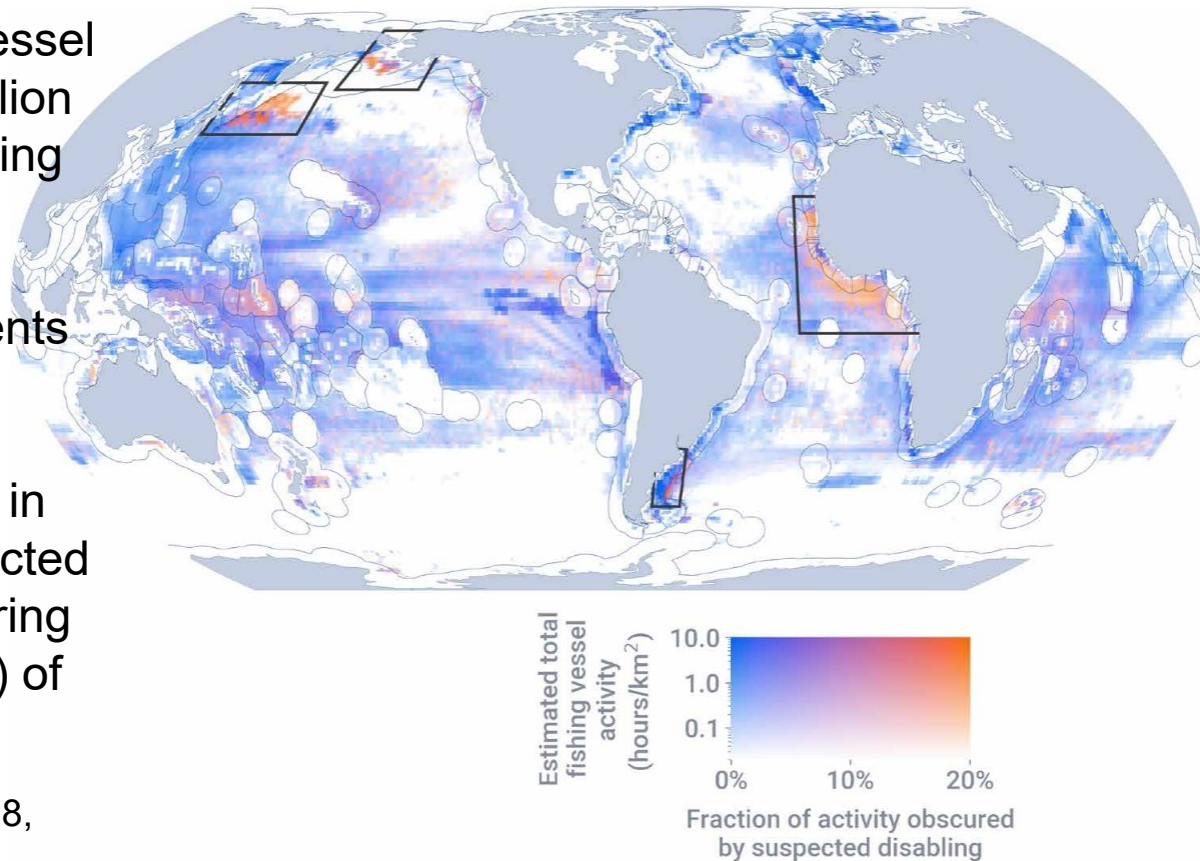 essel
lion
ing
ents
in
cted
ring
) of
8,
Estimated total
fishing vessel
activity
(hours/km²)
10.0
1.0
0.1
0%
10%
20%
Fraction of activity obscured
by suspected disabling